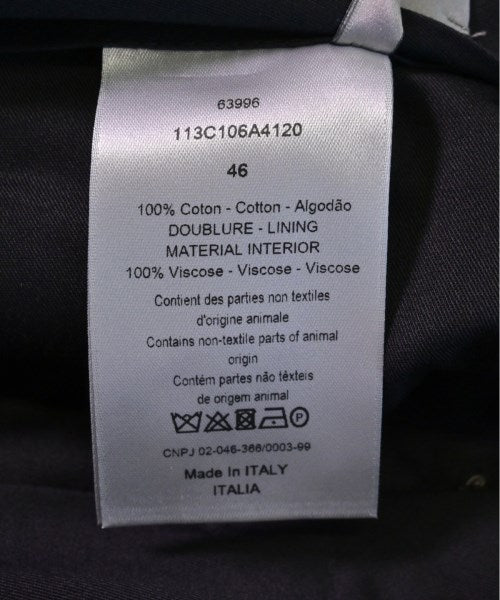 63996
113C106A4120
46
100% Coton - Cotton - Algodão
DOUBLURE - LINING
MATERIAL INTERIOR
100% Viscose - Viscose - Viscose
Contient des parties non textiles
d'origine animale
Contains non-textile parts of animal
origin
Contém partes não têxteis
de origem animal
P
CNPJ 02-046-366/0003-99
Made In ITALY
ITALIA